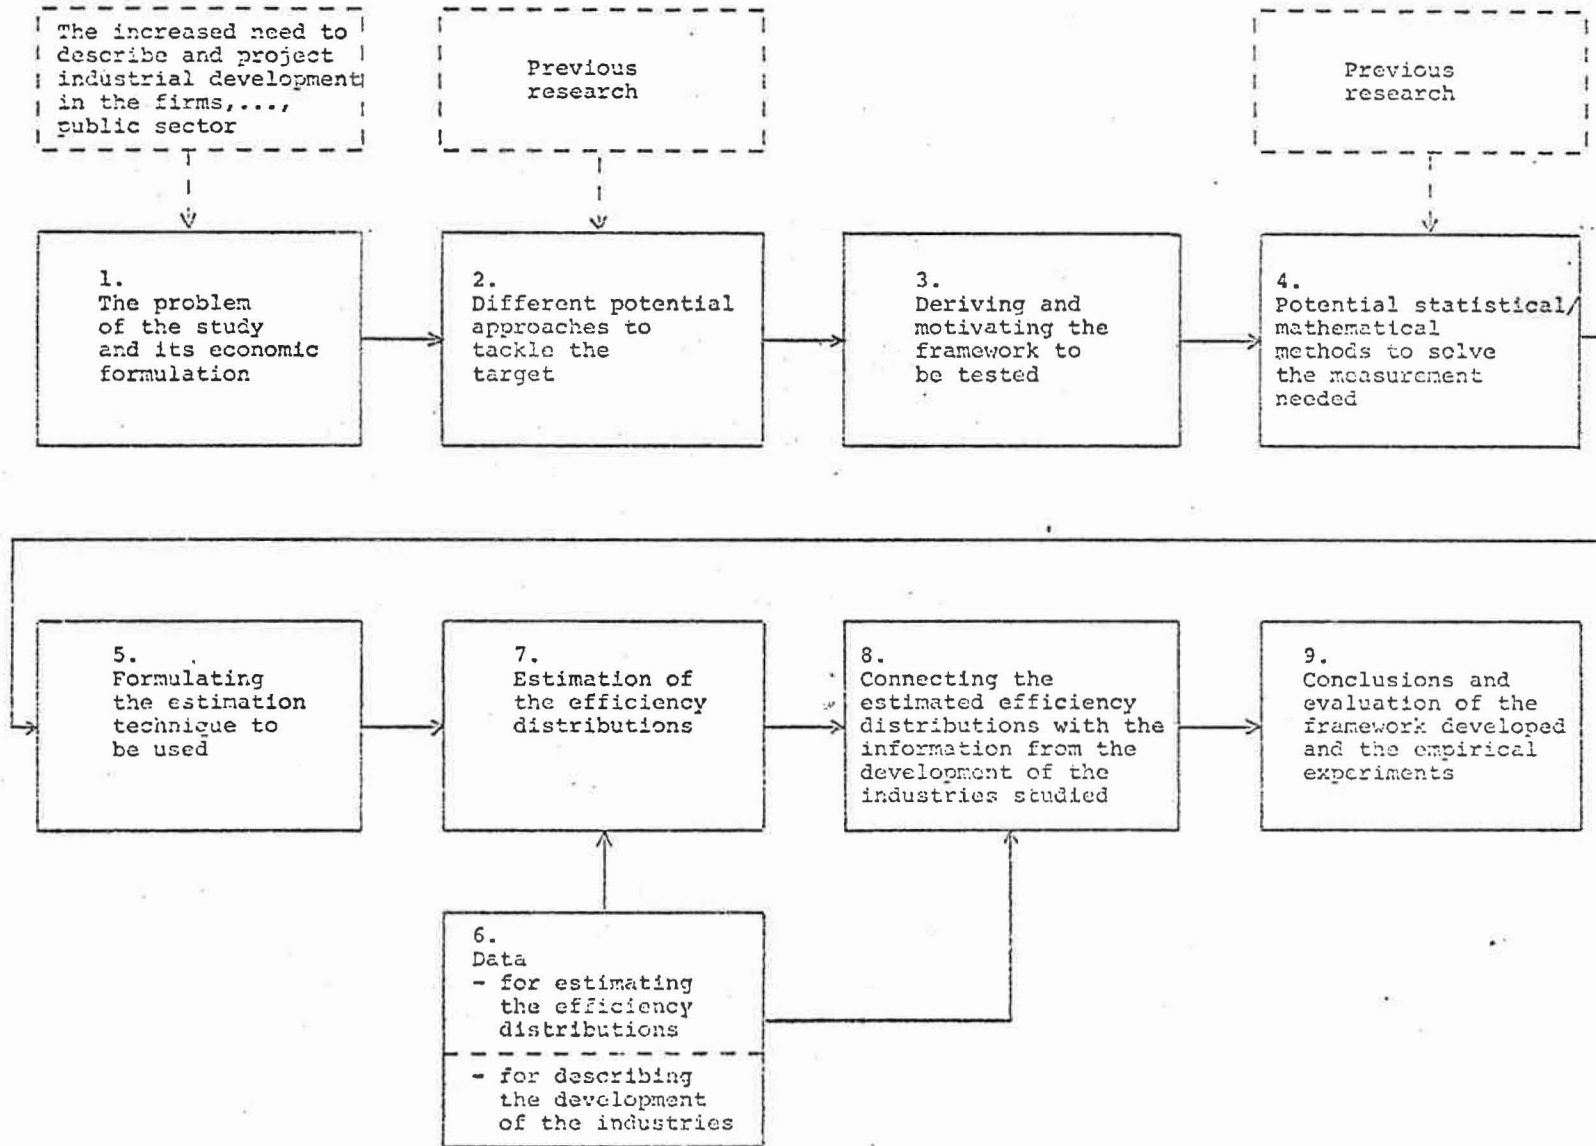 The increased need to
describe and project
industrial development
in the firms,...,
public sector
Previous
research
Previous
research
1.
The problem
of the study
and its economic
formulation
2.
Different potential
approaches to
tackle the
target
3.
Deriving and
motivating the
framework to
be tested
4.
Potential statistical/
mathematical
methods to solve
the measurement
needed
5.
Formulating
the estimation
technique to
be used
7.
Estimation of
the efficiency
distributions
8.
Connecting the
estimated efficiency
distributions with the
information from the
development of the
industries studied
9.
Conclusions and
evaluation of the
framework developed
and the empirical
experiments
6.
Data
- for estimating
the efficiency
distributions
- for describing
the development
of the industries